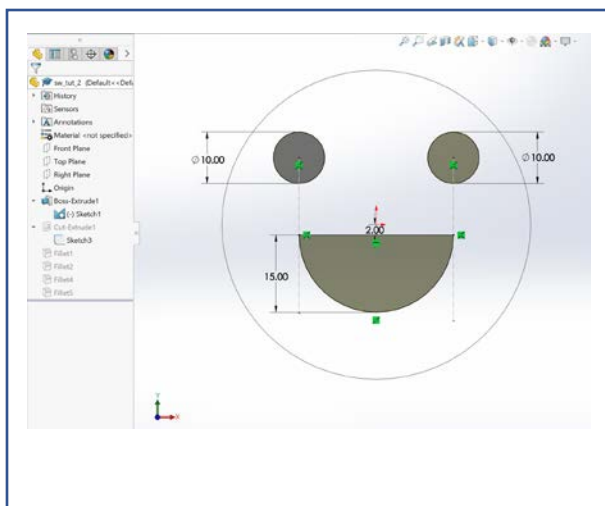 sw_tut_2 (Default<<Def
History
Sensors
Annotations
Material <not specified>
Front Plane
Top Plane
Right Plane
Origin
Boss-Extrude1
(-) Sketch1
Cut-Extrude1
Sketch3
Fillet1
Fillet2
Fillet4
Fillet5
Ø10.00
Ø10.00
2.00
15.00
Y
X